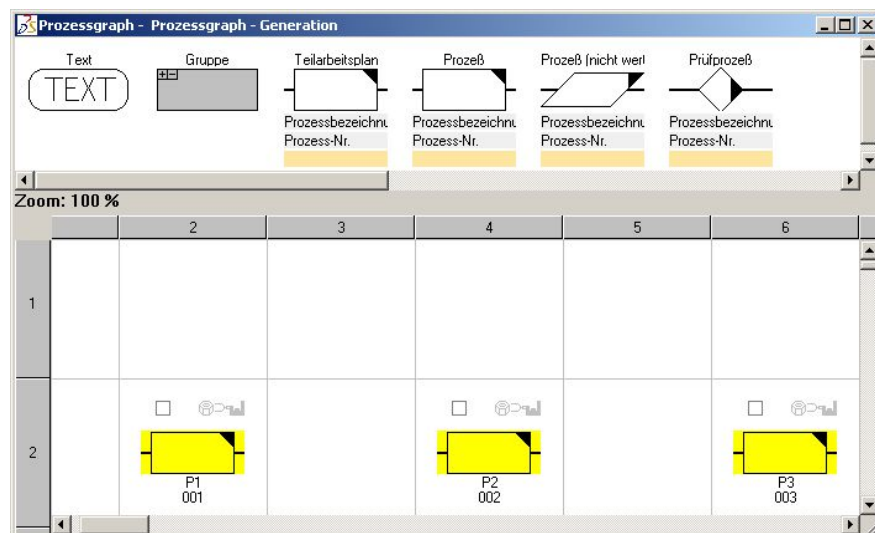 Prozessgraph - Prozessgraph - Generation
Text Gruppe Teilarbeitsplan Prozeß Prozeß (nicht wert Prüfprozeß
TEXT
Prozessbezeichnu Prozessbezeichnu Prozessbezeichnu Prozessbezeichnu
Prozess-Nr. Prozess-Nr. Prozess-Nr. Prozess-Nr.
Zoom: 100 %
2 3 4 5 6
1
2
P1 P2 P3
001 002 003